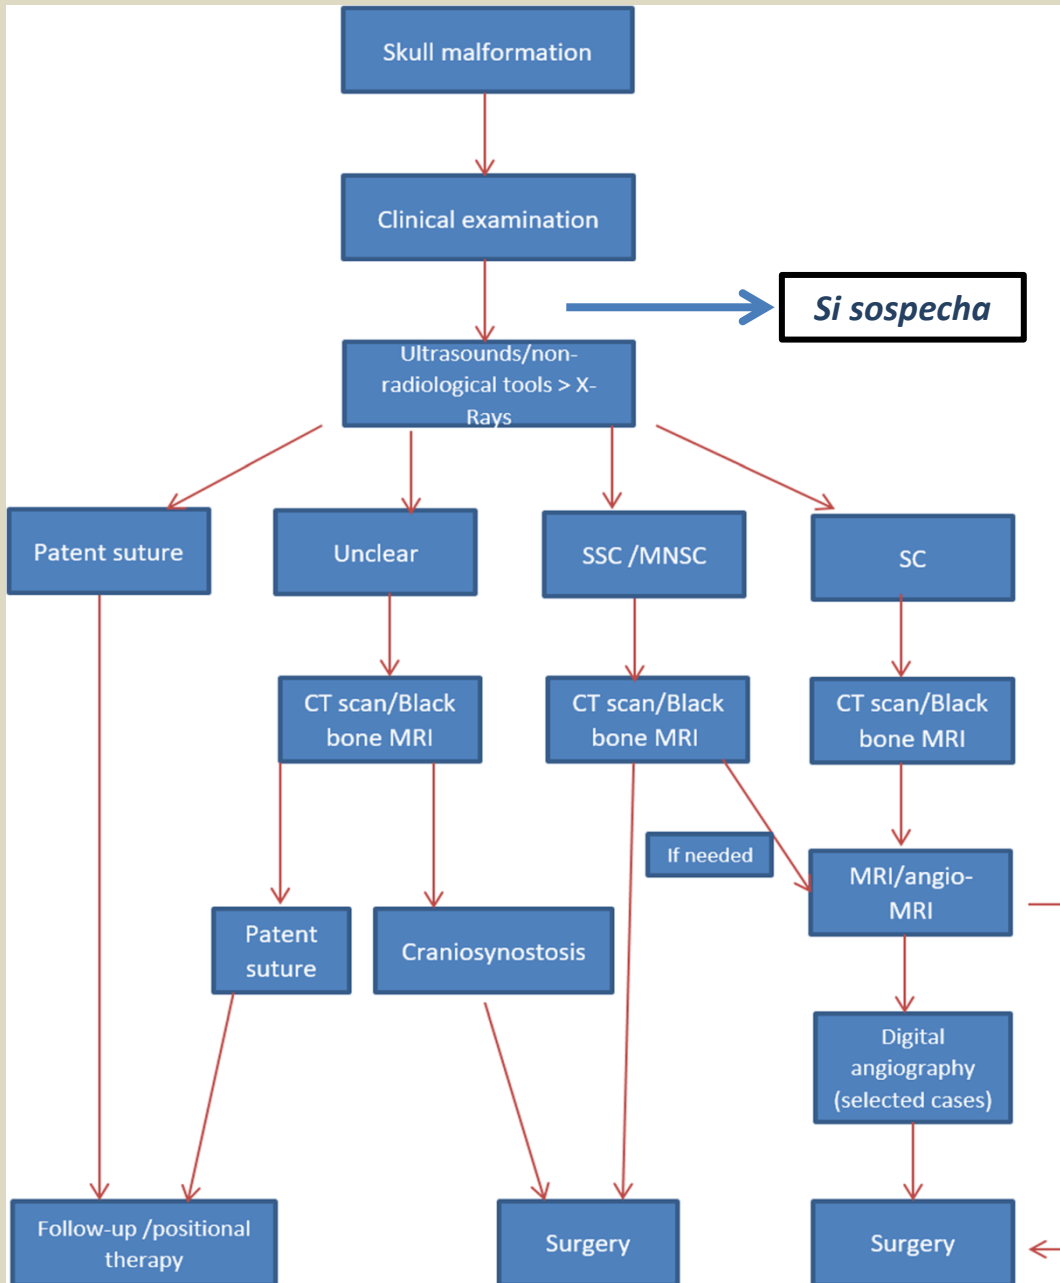 Skull malformation
Clinical examination
Si sospecha
Ultrasounds/non-
radiological tools > X-
Rays
Patent suture
Unclear
SSC /MNSC
SC
CT scan/Black
bone MRI
CT scan/Black
bone MRI
CT scan/Black
bone MRI
If needed
MRI/angio-
MRI
Patent
suture
Craniosynostosis
Digital
angiography
(selected cases)
Follow-up /positional
therapy
Surgery
Surgery